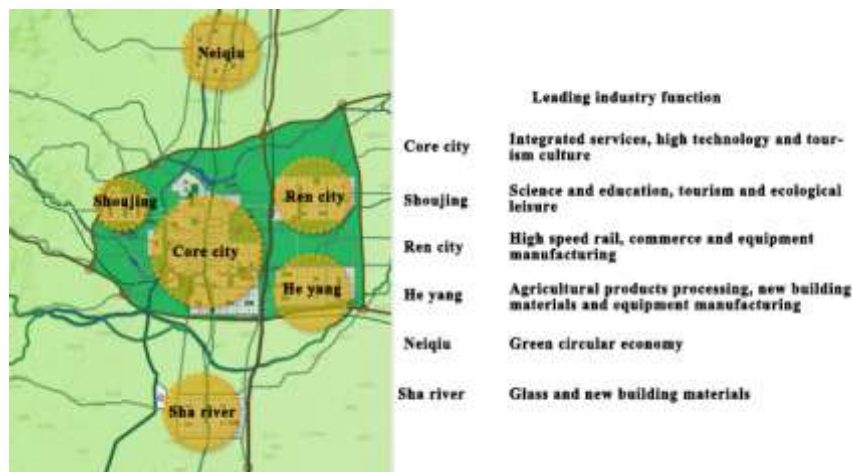 Neiqiu
Shoujing
Ren city
Core city
He yang
Sha river
Leading industry function
Core city Integrated services, high technology and tour-
ism culture
Shoujing Science and education, tourism and ecological
leisure
Ren city High speed rail, commerce and equipment
manufacturing
He yang Agricultural products processing, new building
materials and equipment manufacturing
Neiqiu Green circular economy
Sha river Glass and new building materials